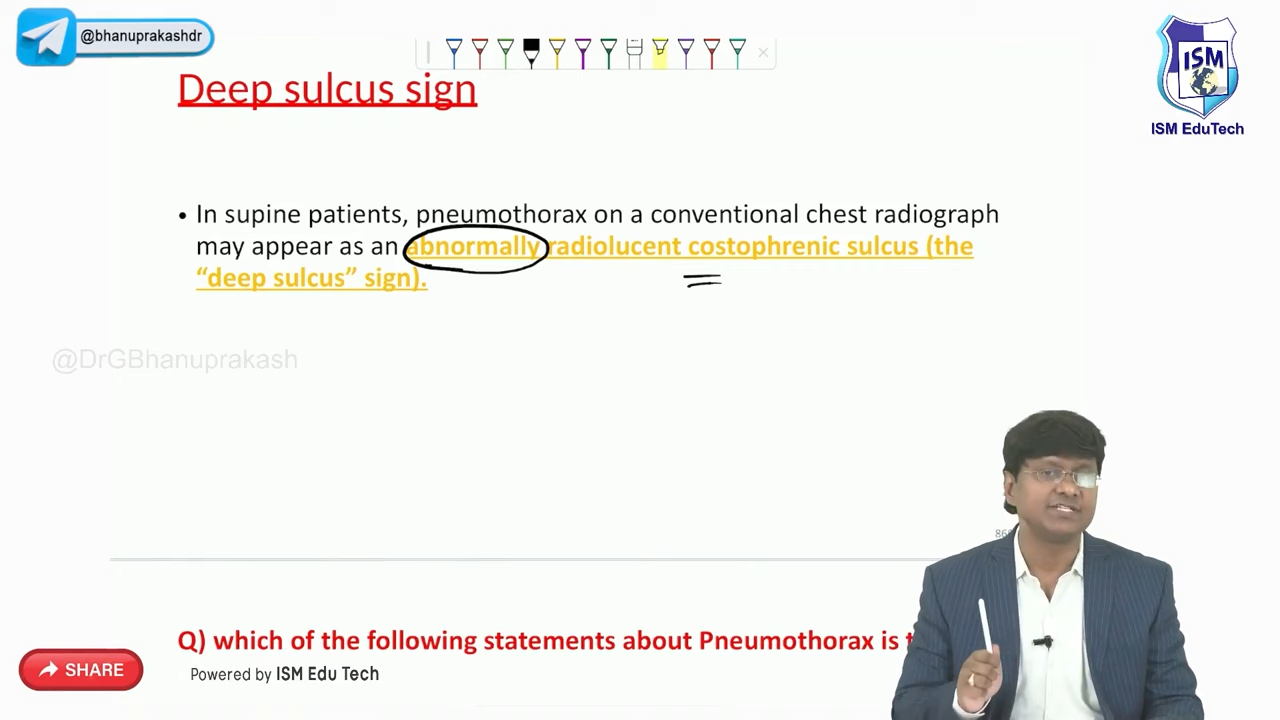 @bhanuprakashdr
ISM
ISM EduTech
Deep sulcus sign
• In supine patients, pneumothorax on a conventional chest radiograph
may appear as an abnormally radiolucent costophrenic sulcus (the
“deep sulcus” sign).
@DrGBhanuprakash
Q) which of the following statements about Pneumothorax is
SHARE
Powered by ISM Edu Tech